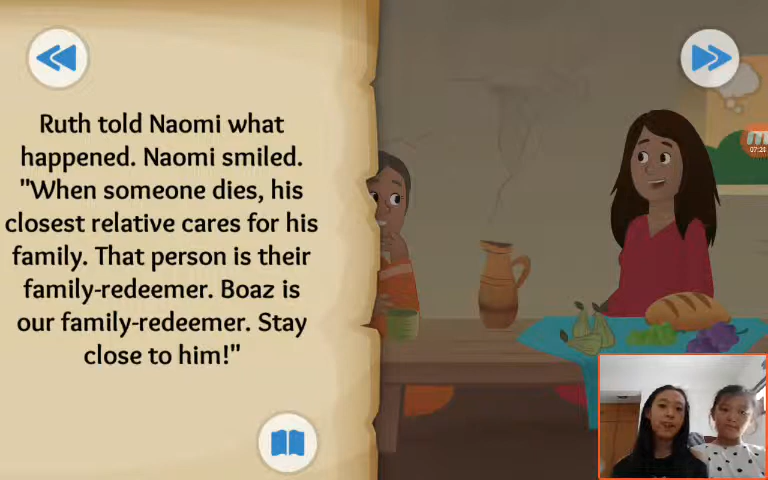 Ruth told Naomi what
happened. Naomi smiled.
"When someone dies, his
closest relative cares for his
family. That person is their
family-redeemer. Boaz is
our family-redeemer. Stay
close to him!"